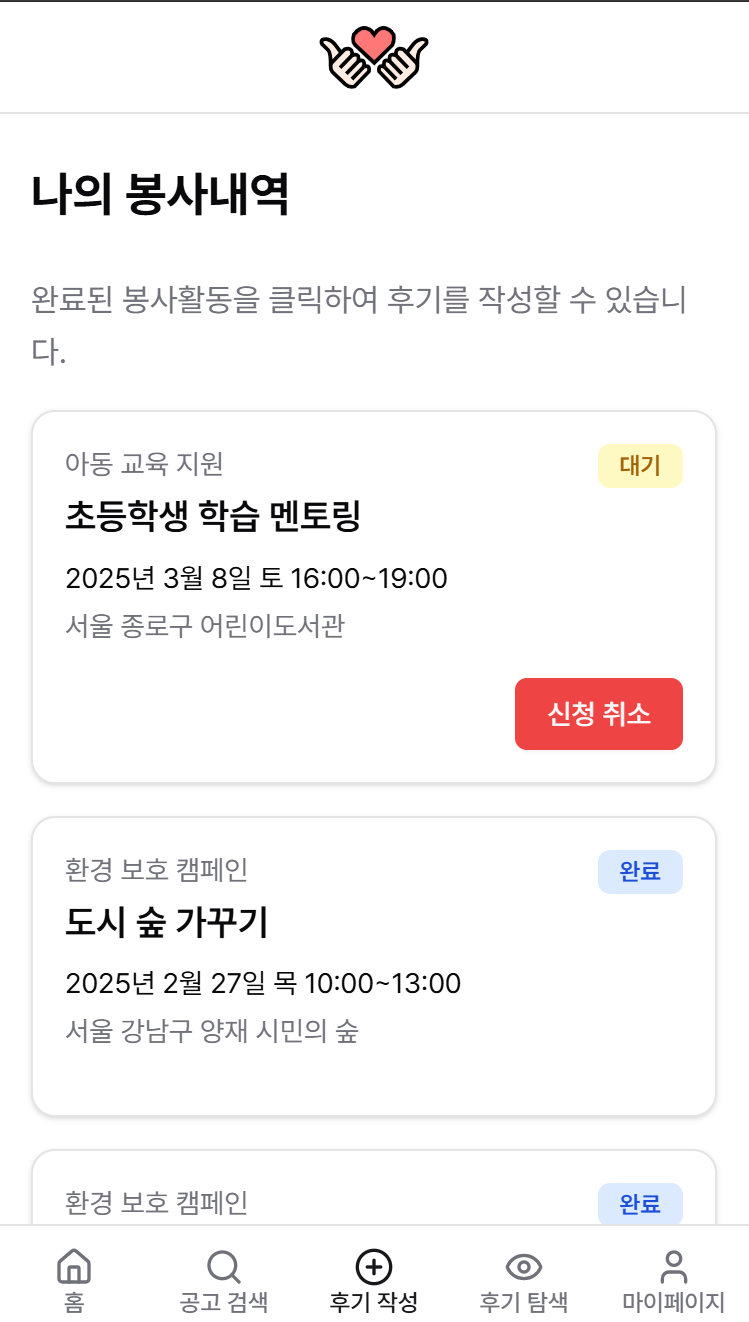 나의 봉사내역
완료된 봉사활동을 클릭하여 후기를 작성할 수 있습니
다.
아동 교육 지원
대기
초등학생 학습 멘토링
2025년 3월 8일 토 16:00~19:00
서울 종로구 어린이도서관
신청 취소
환경 보호 캠페인
완료
도시 숲 가꾸기
2025년 2월 27일 목 10:00~13:00
서울 강남구 양재 시민의 숲
환경 보호 캠페인
완료
홈
공고 검색
후기 작성
후기 탐색
마이페이지